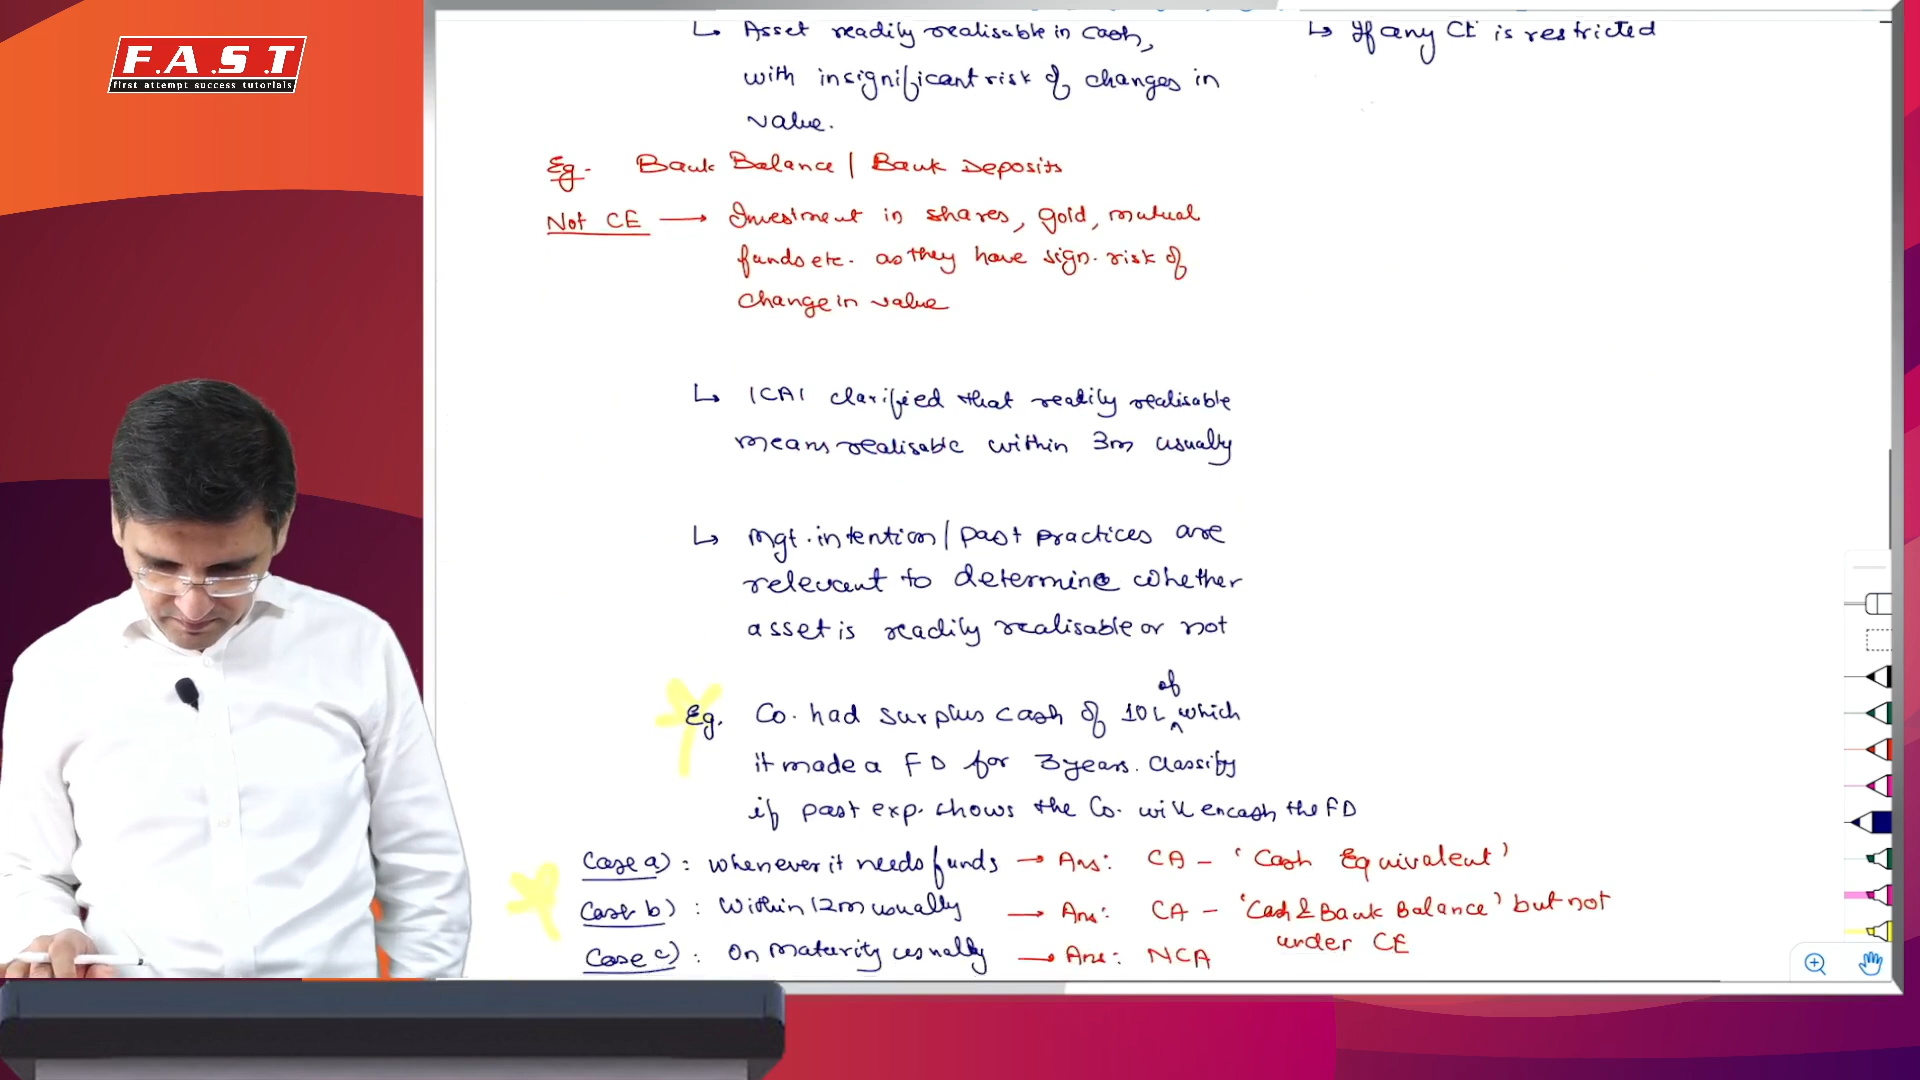 F.A.S.T
first attempt success tutorials
↳ Asset readily realisable in Cash,
with insignificant risk of changes in
value.
↳ If any CE is restricted
Eg. Bank Balance | Bank Deposits
Not CE → Investment in shares, gold, mutual
funds etc. as they have sign. risk of
change in value
↳ ICAI clarified that readily realisable
means realisable within 3m usually
↳ Mgt. intention / past practices are
relevant to determine whether
asset is readily realisable or not
Eg. Co. had surplus cash of 10L of which
it made a FD for 3 years. Classify
if past exp. shows the Co. will encash the FD
Case a) : Whenever it needs funds → Ans: CA - 'Cash Equivalent'
Case b) : Within 12m usually → Ans: CA - 'Cash & Bank Balance' but not
under CE
Case c) : On maturity usually → Ans: NCA